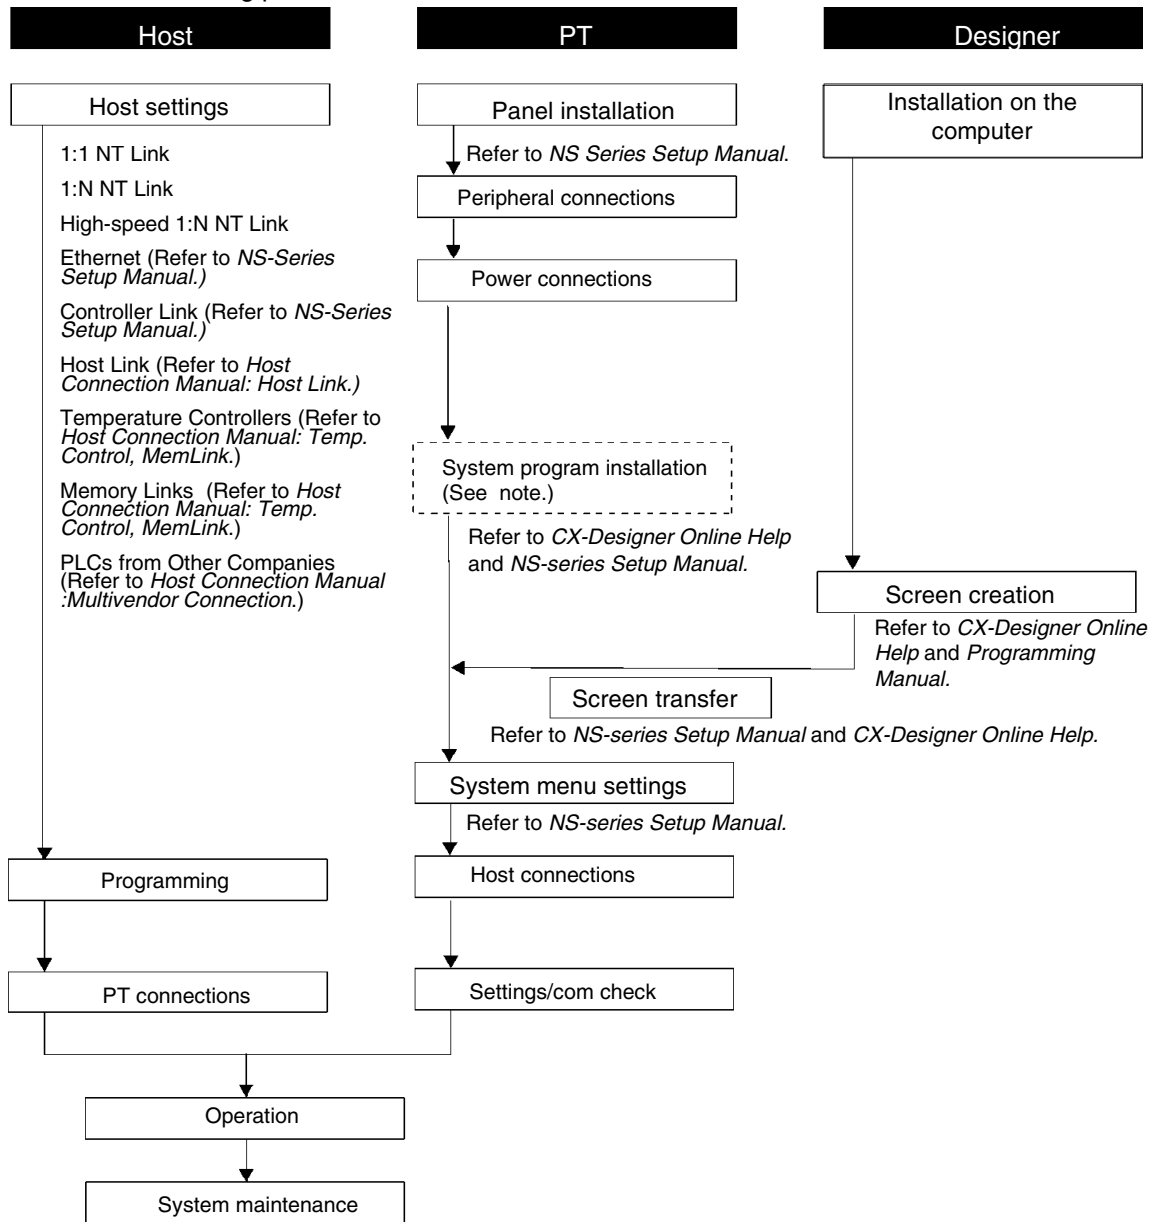 Host
PT
Designer
Host settings
1:1 NT Link
1:N NT Link
High-speed 1:N NT Link
Ethernet (Refer to NS-Series
Setup Manual.)
Controller Link (Refer to NS-Series
Setup Manual.)
Host Link (Refer to Host
Connection Manual: Host Link.)
Temperature Controllers (Refer to
Host Connection Manual: Temp.
Control, MemLink.)
Memory Links (Refer to Host
Connection Manual: Temp.
Control, MemLink.)
PLCs from Other Companies
(Refer to Host Connection Manual
:Multivendor Connection.)
Programming
PT connections
Panel installation
Refer to NS Series Setup Manual.
Peripheral connections
Power connections
System program installation
(See note.)
Refer to CX-Designer Online Help
and NS-series Setup Manual.
Installation on the
computer
Screen creation
Refer to CX-Designer Online
Help and Programming
Manual.
Screen transfer
Refer to NS-series Setup Manual and CX-Designer Online Help.
System menu settings
Refer to NS-series Setup Manual.
Host connections
Settings/com check
Operation
System maintenance